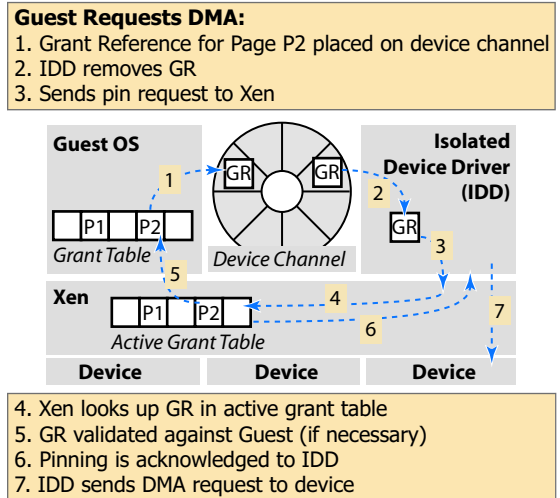 Guest Requests DMA:
1. Grant Reference for Page P2 placed on device channel
2. IDD removes GR
3. Sends pin request to Xen
Guest OS
Isolated
Device Driver
(IDD)
GR
GR
1
2
P1
P2
GR
3
Grant Table
Device Channel
5
Xen
4
P1
P2
6
7
Active Grant Table
Device
Device
Device
4. Xen looks up GR in active grant table
5. GR validated against Guest (if necessary)
6. Pinning is acknowledged to IDD
7. IDD sends DMA request to device